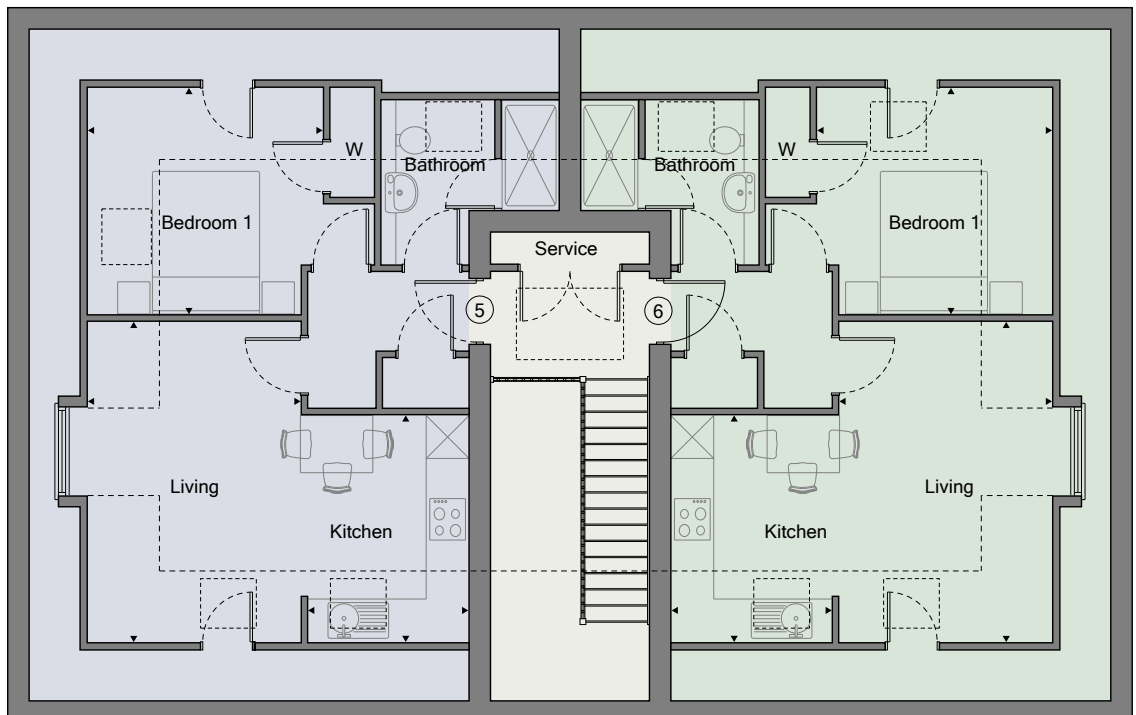 W
Bathroom
Bathroom
W
Bedroom 1
Service
Bedroom 1
5
6
Living
Kitchen
Kitchen
Living